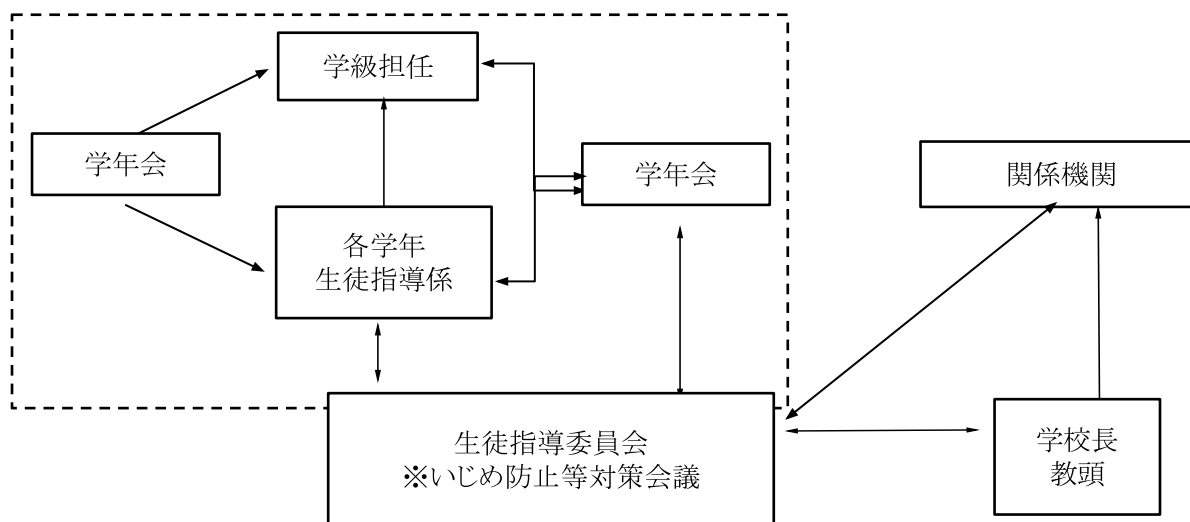 学級担任
学年会
学年会
関係機関
各学年
生徒指導係
生徒指導委員会
※いじめ防止等対策会議
学校長
教頭